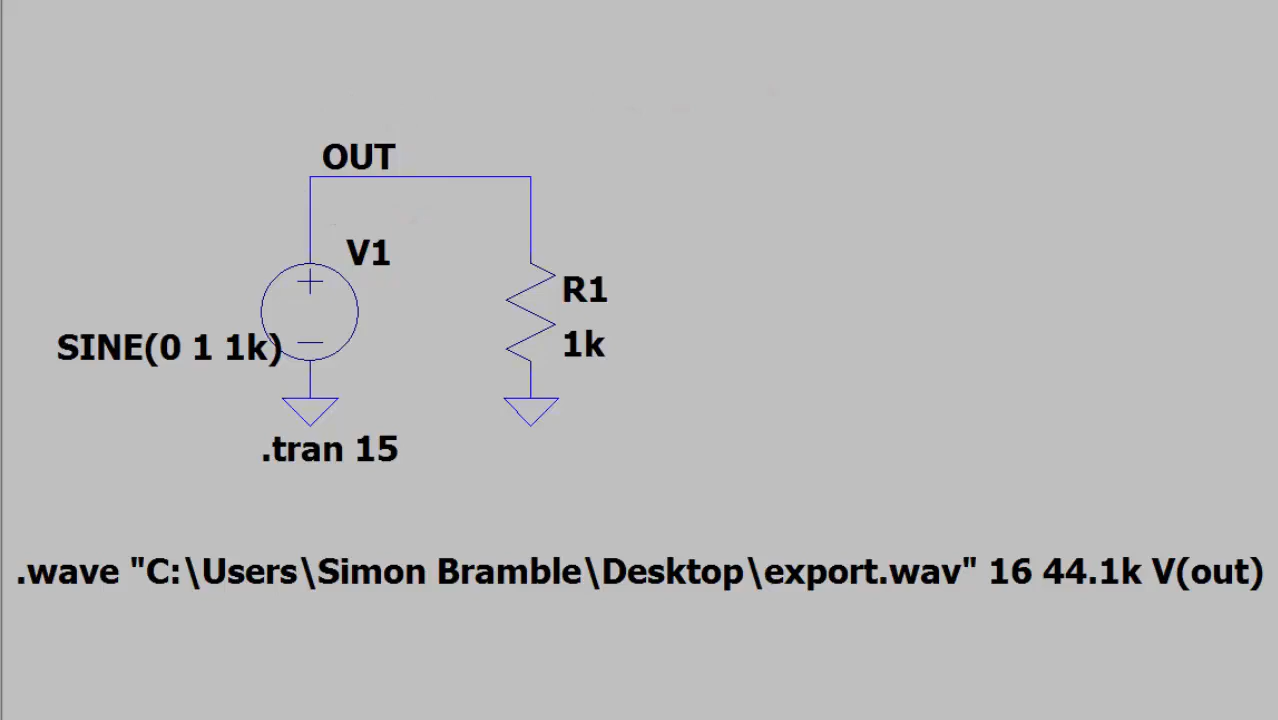 OUT
V1
R1
SINE(0 1 1k)
1k
.tran 15
.wave "C:\Users\Simon Bramble\Desktop\export.wav" 16 44.1k V(out)